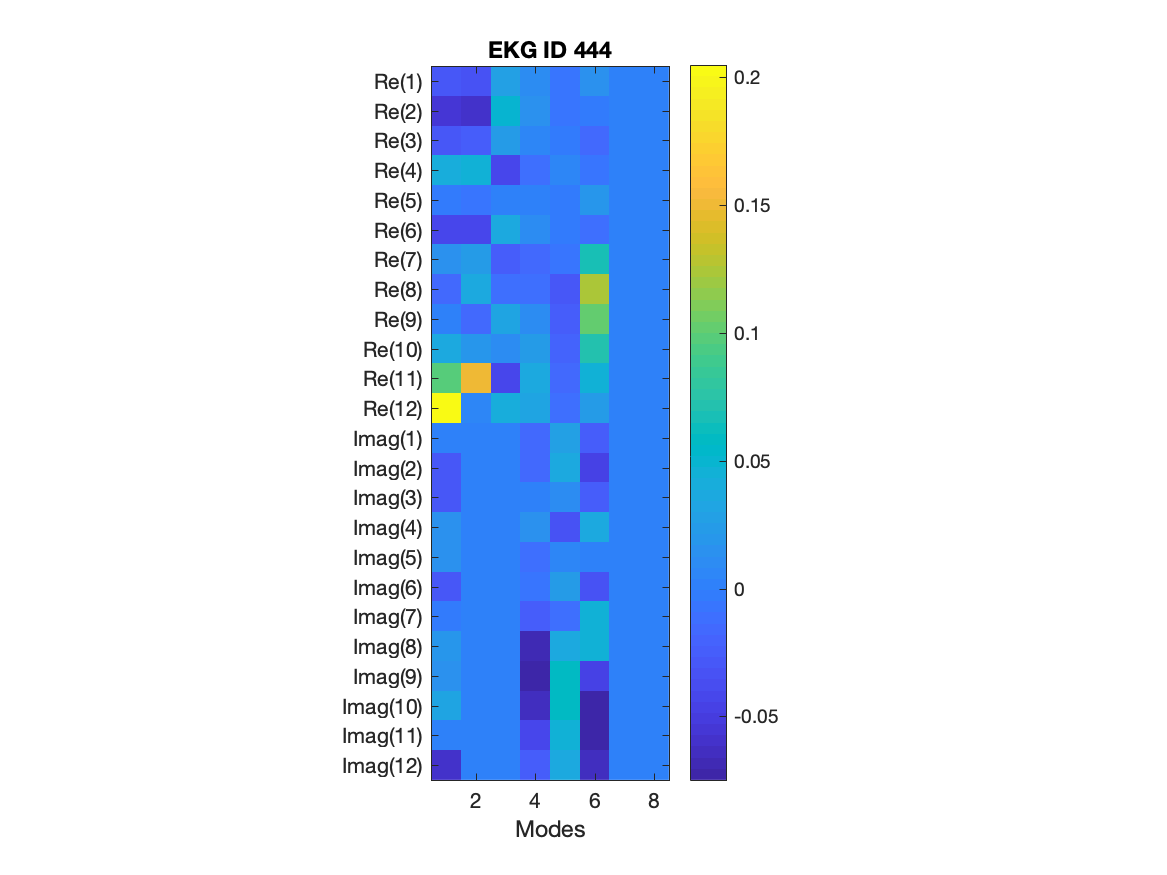 EKG ID 444
Re(1)
Re(2)
Re(3)
Re(4)
Re(5)
Re(6)
Re(7)
Re(8)
Re(9)
Re(10)
Re(11)
Re(12)
Imag(1)
Imag(2)
Imag(3)
Imag(4)
Imag(5)
Imag(6)
Imag(7)
Imag(8)
Imag(9)
Imag(10)
Imag(11)
Imag(12)
2 4 6 8
Modes
0.2
0.15
0.1
0.05
0
-0.05